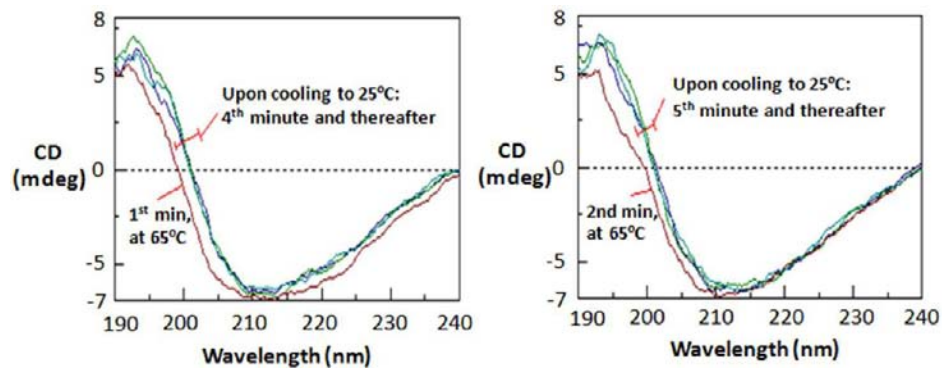 8
5
0
-5
-7
CD
(mdeg)
Upon cooling to 25°C:
4th minute and thereafter
1st min,
at 65°C
190 200 210 220 230 240
Wavelength (nm)
8
5
0
-5
-7
CD
(mdeg)
Upon cooling to 25°C:
5th minute and thereafter
2nd min,
at 65°C
190 200 210 220 230 240
Wavelength (nm)